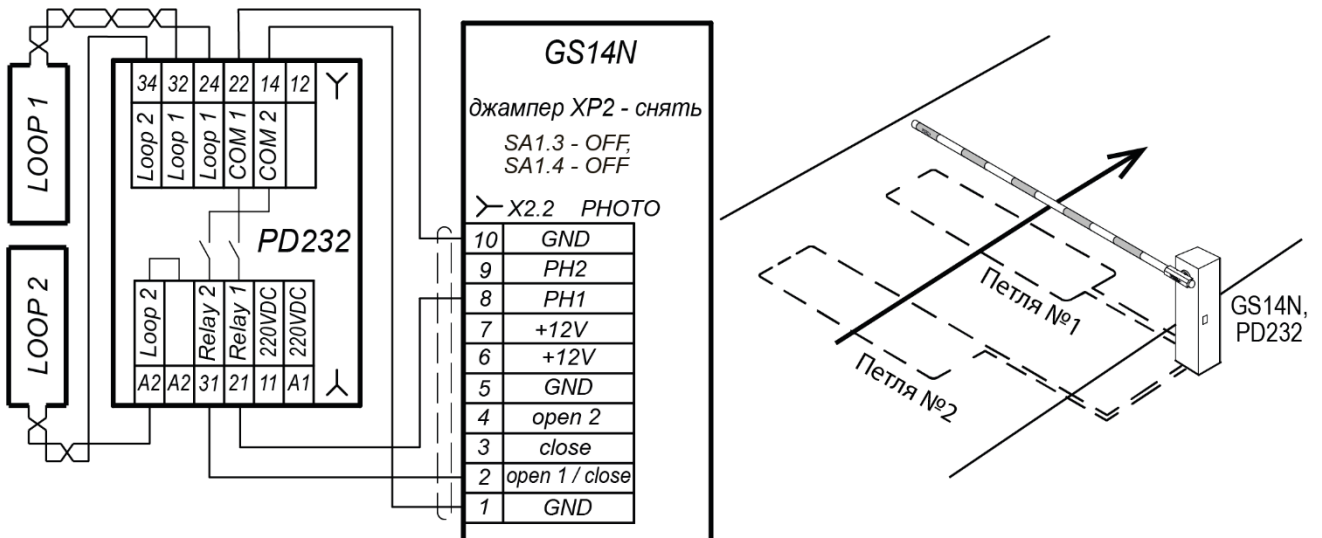 LOOP 1
LOOP 2
34 32 24 22 14 12
Loop 2
Loop 1
Loop 1
COM 1
COM 2
PD232
Loop 2
Relay 2
Relay 1
220VDC
220VDC
A2 A2 31 21 11 A1
GS14N
джампер XP2 - снять
SA1.3 - OFF,
SA1.4 - OFF
X2.2 PHOTO
10 GND
9 PH2
8 PH1
7 +12V
6 +12V
5 GND
4 open 2
3 close
2 open 1 / close
1 GND
Петля №1
Петля №2
GS14N,
PD232